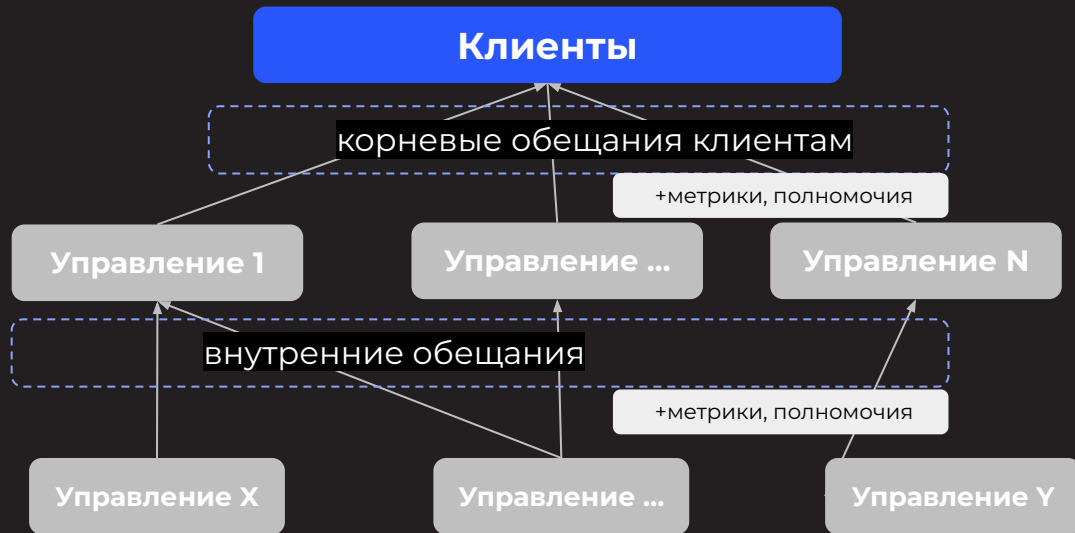 Клиенты
корневые обещания клиентам
+метрики, полномочия
Управление 1
Управление ...
Управление N
внутренние обещания
+метрики, полномочия
Управление X
Управление ...
Управление Y